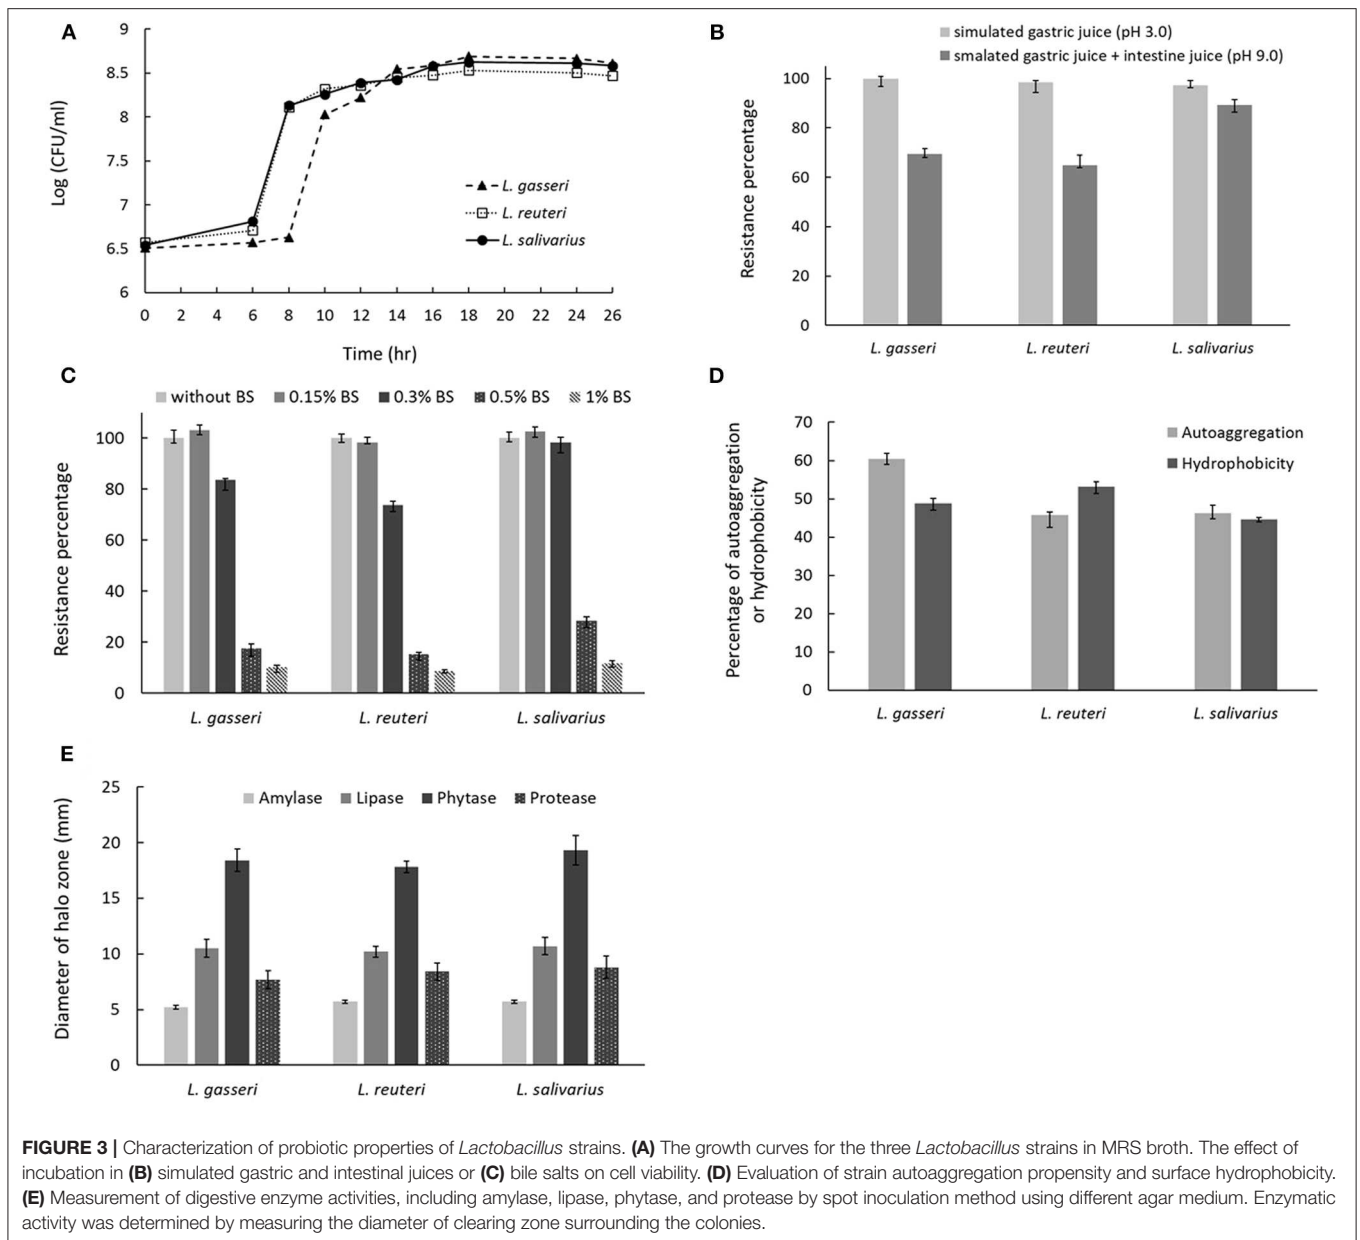 A
9
8.5
8
7.5
7
6.5
6
Log (CFU/ml)
L. gasseri
L. reuteri
L. salivarius
0 2 4 6 8 10 12 14 16 18 20 22 24 26
Time (hr)
B
simulated gastric juice (pH 3.0)
smalated gastric juice + intestine juice (pH 9.0)
100
80
60
40
20
0
Resistance percentage
L. gasseri L. reuteri L. salivarius
C
without BS 0.15% BS 0.3% BS 0.5% BS 1% BS
100
80
60
40
20
0
Resistance percentage
L. gasseri L. reuteri L. salivarius
D
70
60
50
40
30
20
10
0
Percentage of autoaggregation
or hydrophobicity
Autoaggregation
Hydrophobicity
L. gasseri L. reuteri L. salivarius
E
25
20
15
10
5
0
Diameter of halo zone (mm)
Amylase Lipase Phytase Protease
L. gasseri L. reuteri L. salivarius
FIGURE 3 | Characterization of probiotic properties of Lactobacillus strains. (A) The growth curves for the three Lactobacillus strains in MRS broth. The effect of
incubation in (B) simulated gastric and intestinal juices or (C) bile salts on cell viability. (D) Evaluation of strain autoaggregation propensity and surface hydrophobicity.
(E) Measurement of digestive enzyme activities, including amylase, lipase, phytase, and protease by spot inoculation method using different agar medium. Enzymatic
activity was determined by measuring the diameter of clearing zone surrounding the colonies.